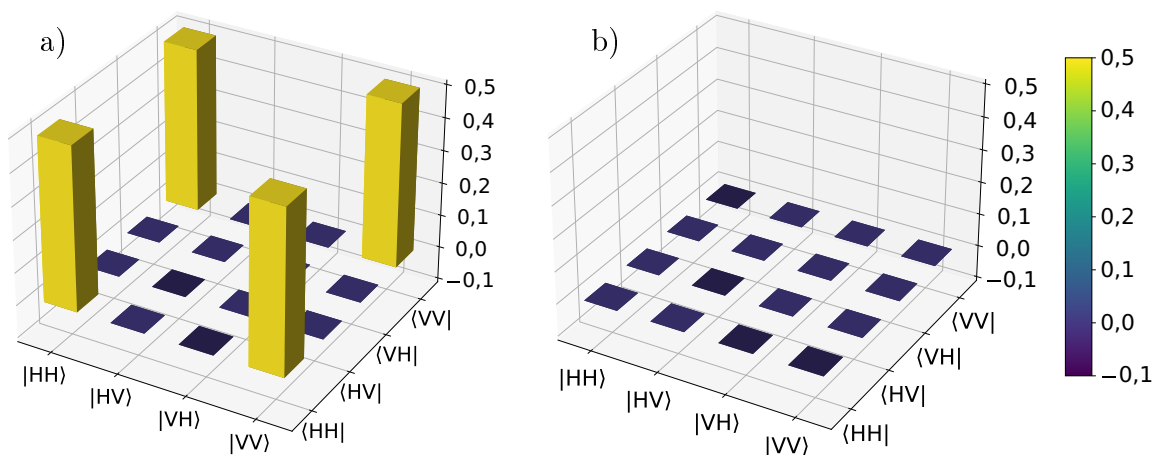 a)
0,5
0,4
0,3
0,2
0,1
0,0
−0,1
|HH⟩
|HV⟩
|VH⟩
|VV⟩
⟨HH|
⟨HV|
⟨VH|
⟨VV|
b)
0,5
0,4
0,3
0,2
0,1
0,0
−0,1
|HH⟩
|HV⟩
|VH⟩
|VV⟩
⟨HH|
⟨HV|
⟨VH|
⟨VV|
0,5
0,4
0,3
0,2
0,1
0,0
−0,1